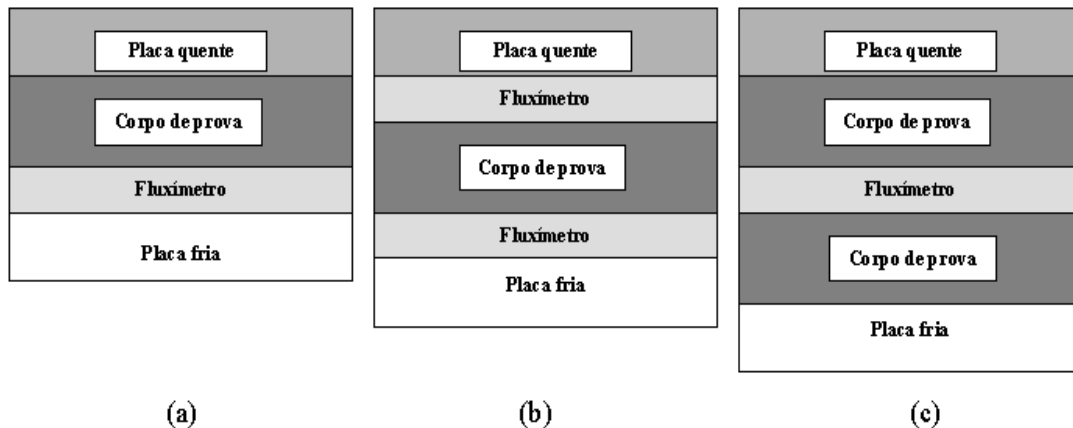 Placa quente
Corpo de prova
Fluxímetro
Placa fria
(a)
Placa quente
Fluxímetro
Corpo de prova
Fluxímetro
Placa fria
(b)
Placa quente
Corpo de prova
Fluxímetro
Corpo de prova
Placa fria
(c)